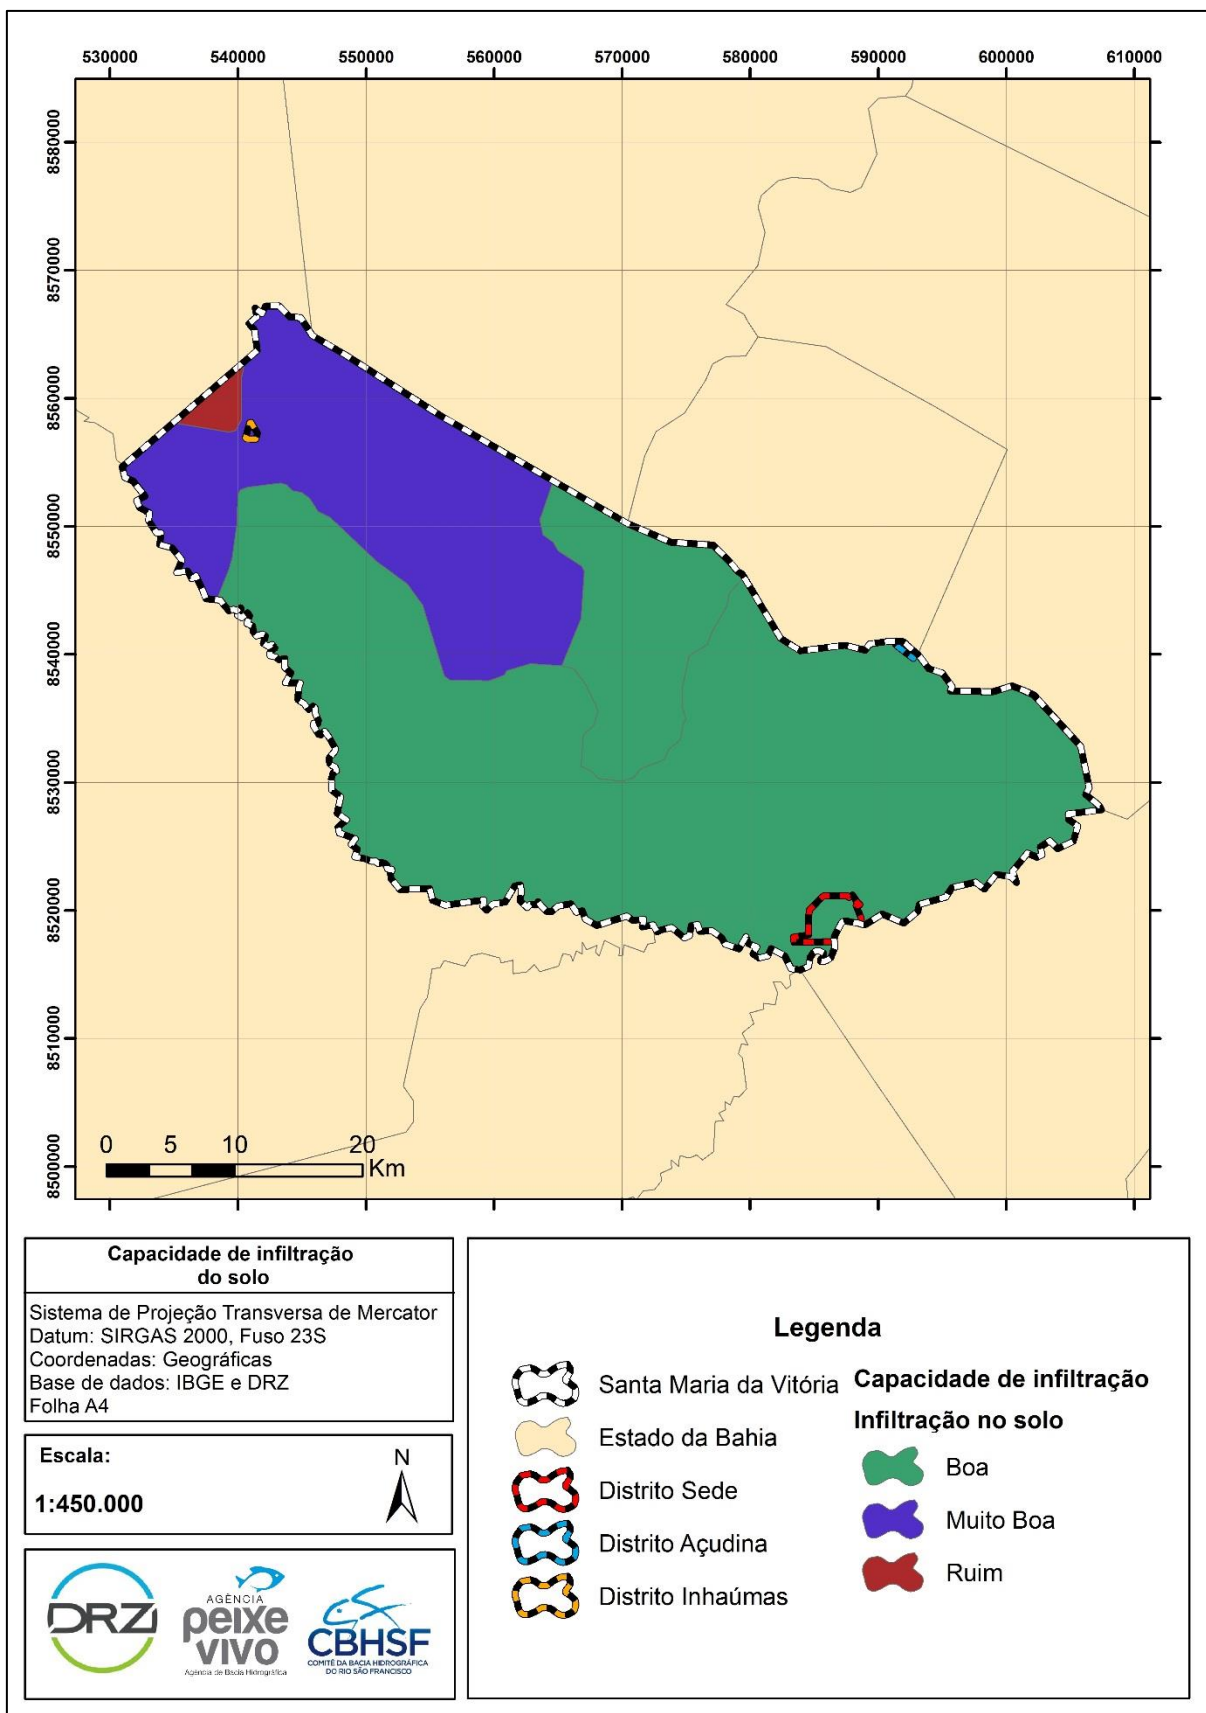 530000 540000 550000 560000 570000 580000 590000 600000 610000
8580000
8570000
8560000
8550000
8540000
8530000
8520000
8510000
8500000
0 5 10 20
Km
Capacidade de infiltração
do solo
Sistema de Projeção Transversa de Mercator
Datum: SIRGAS 2000, Fuso 23S
Coordenadas: Geográficas
Base de dados: IBGE e DRZ
Folha A4
Escala:
N
1:450.000
DRZ
AGÊNCIA
peixe
VIVO
Agência de Bacia Hidrográfica
CBHSF
COMITÊ DA BACIA HIDROGRÁFICA
DO RIO SÃO FRANCISCO
Legenda
Santa Maria da Vitória
Estado da Bahia
Distrito Sede
Distrito Açudina
Distrito Inhaúmas
Capacidade de infiltração
Infiltração no solo
Boa
Muito Boa
Ruim